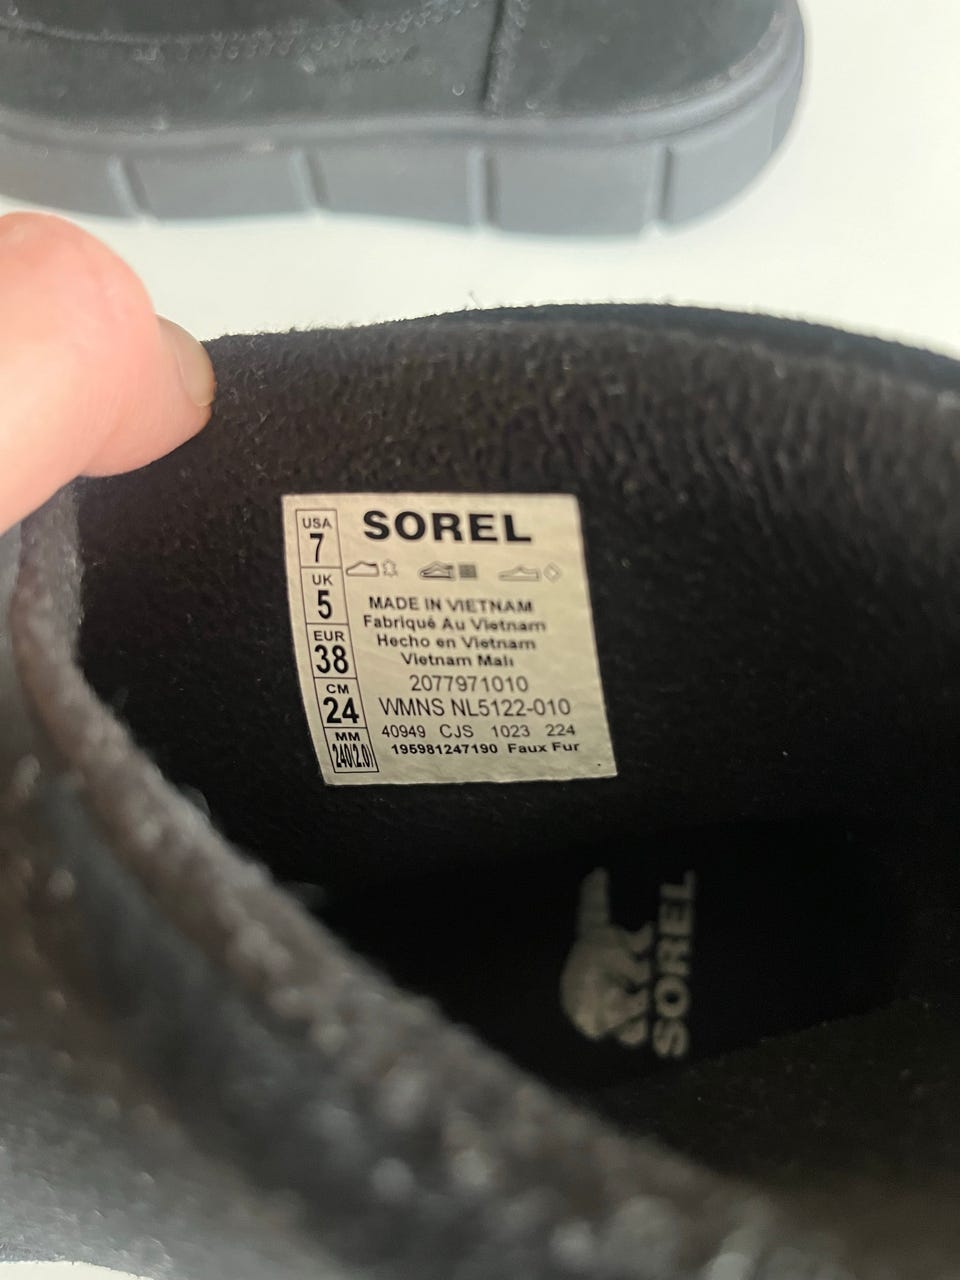 USA
7
UK
5
EUR
38
CM
24
MM
240(2.0)
SOREL
MADE IN VIETNAM
Fabriqué Au Vietnam
Hecho en Vietnam
Vietnam Malı
2077971010
WMNS NL5122-010
40949 CJS 1023 224
195981247190 Faux Fur
SOREL